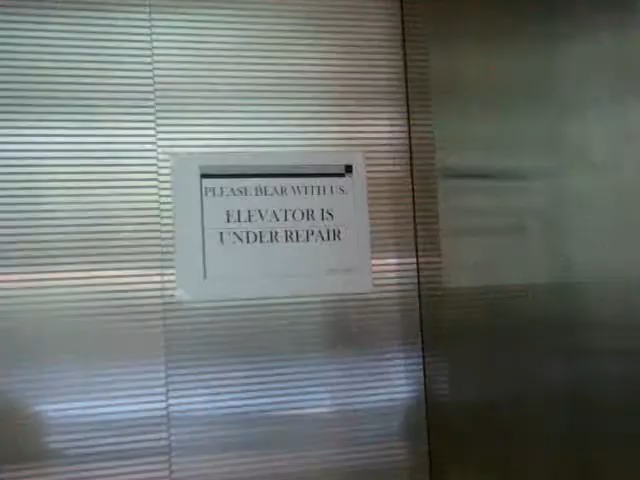 PLEASE BEAR WITH US.
ELEVATOR IS
UNDER REPAIR